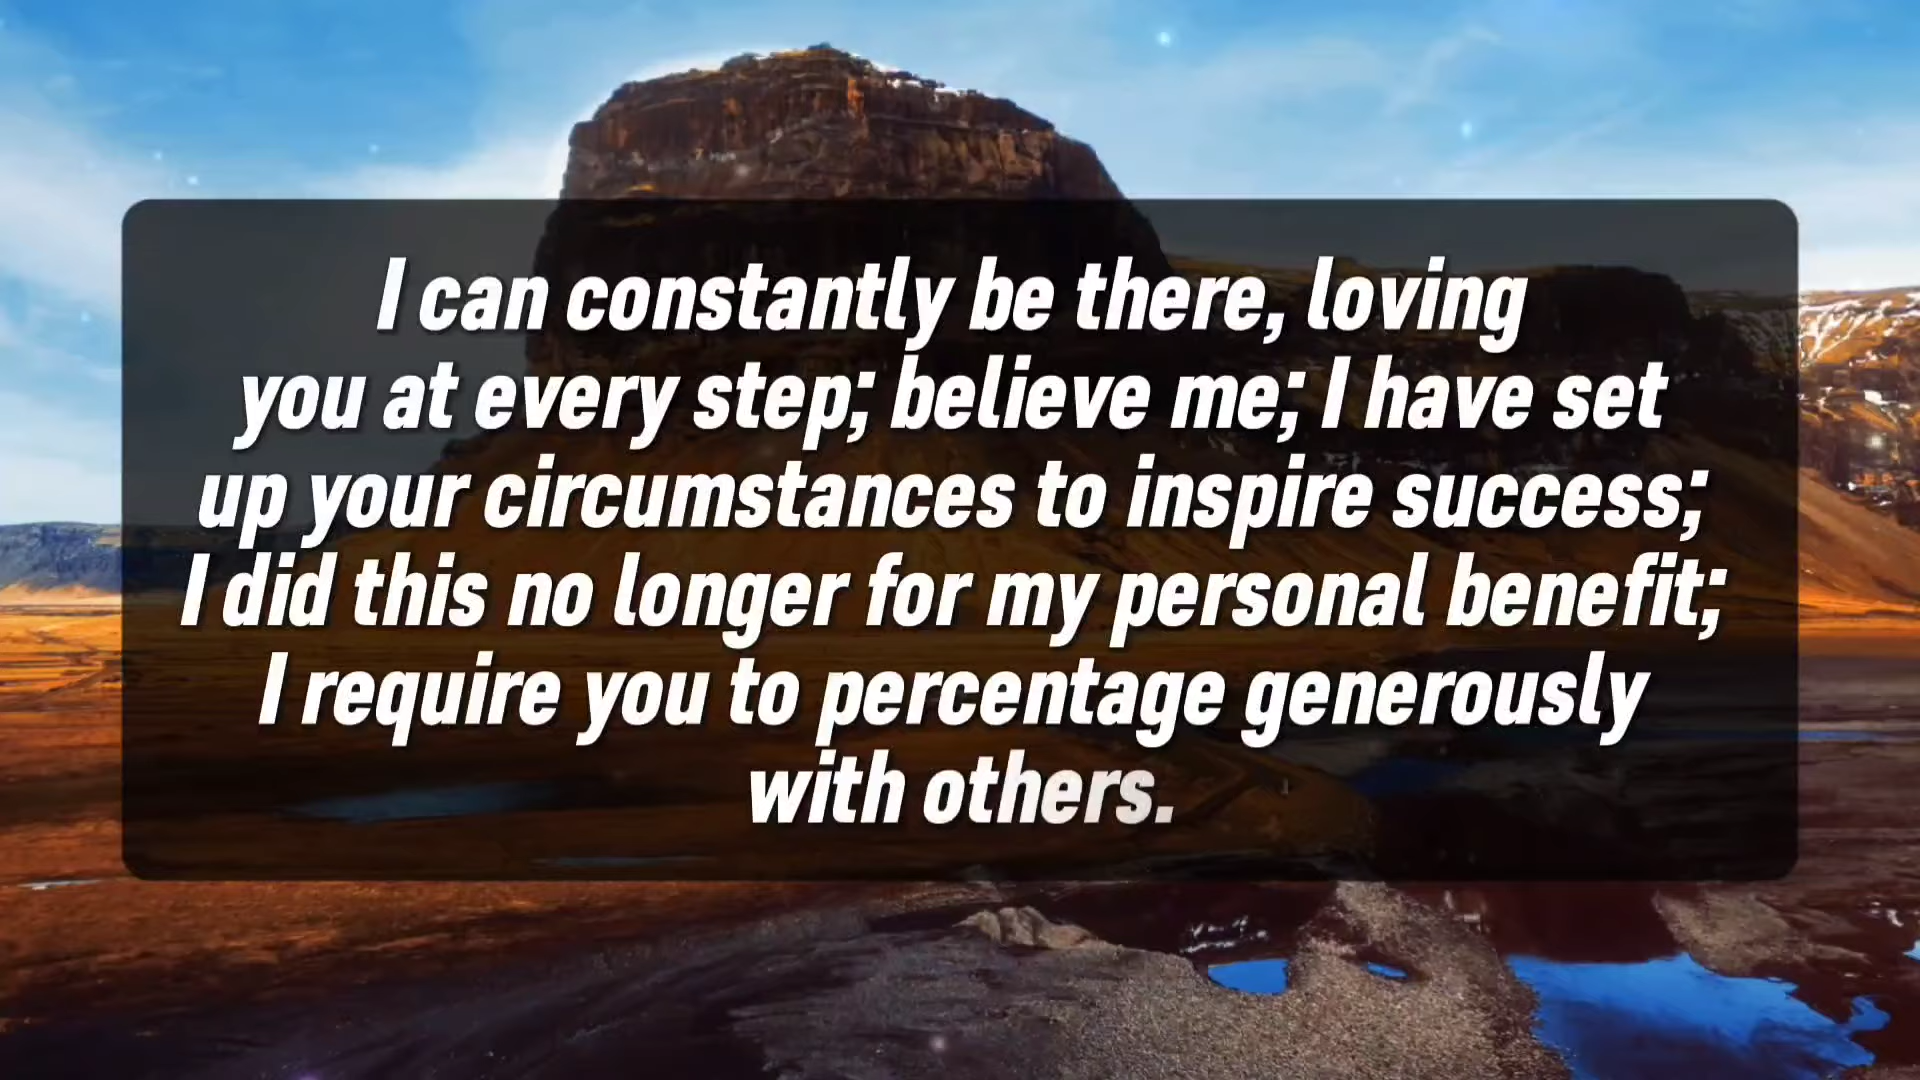 I can constantly be there, loving
you at every step; believe me; I have set
up your circumstances to inspire success;
I did this no longer for my personal benefit;
I require you to percentage generously
with others.